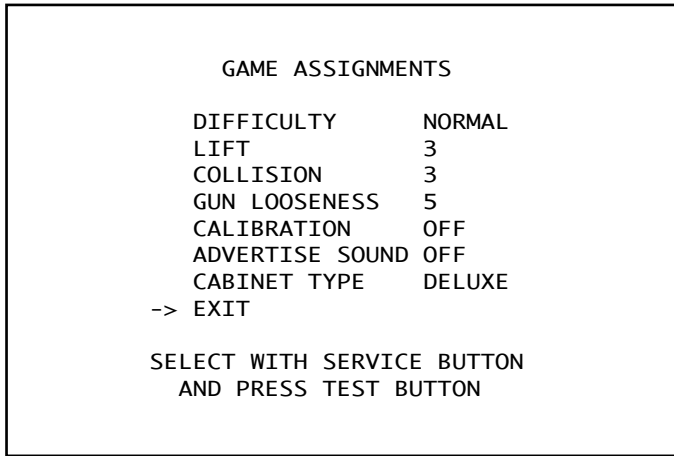 GAME ASSIGNMENTS
DIFFICULTY NORMAL
LIFT 3
COLLISION 3
GUN LOOSENESS 5
CALIBRATION OFF
ADVERTISE SOUND OFF
CABINET TYPE DELUXE
-> EXIT
SELECT WITH SERVICE BUTTON
AND PRESS TEST BUTTON